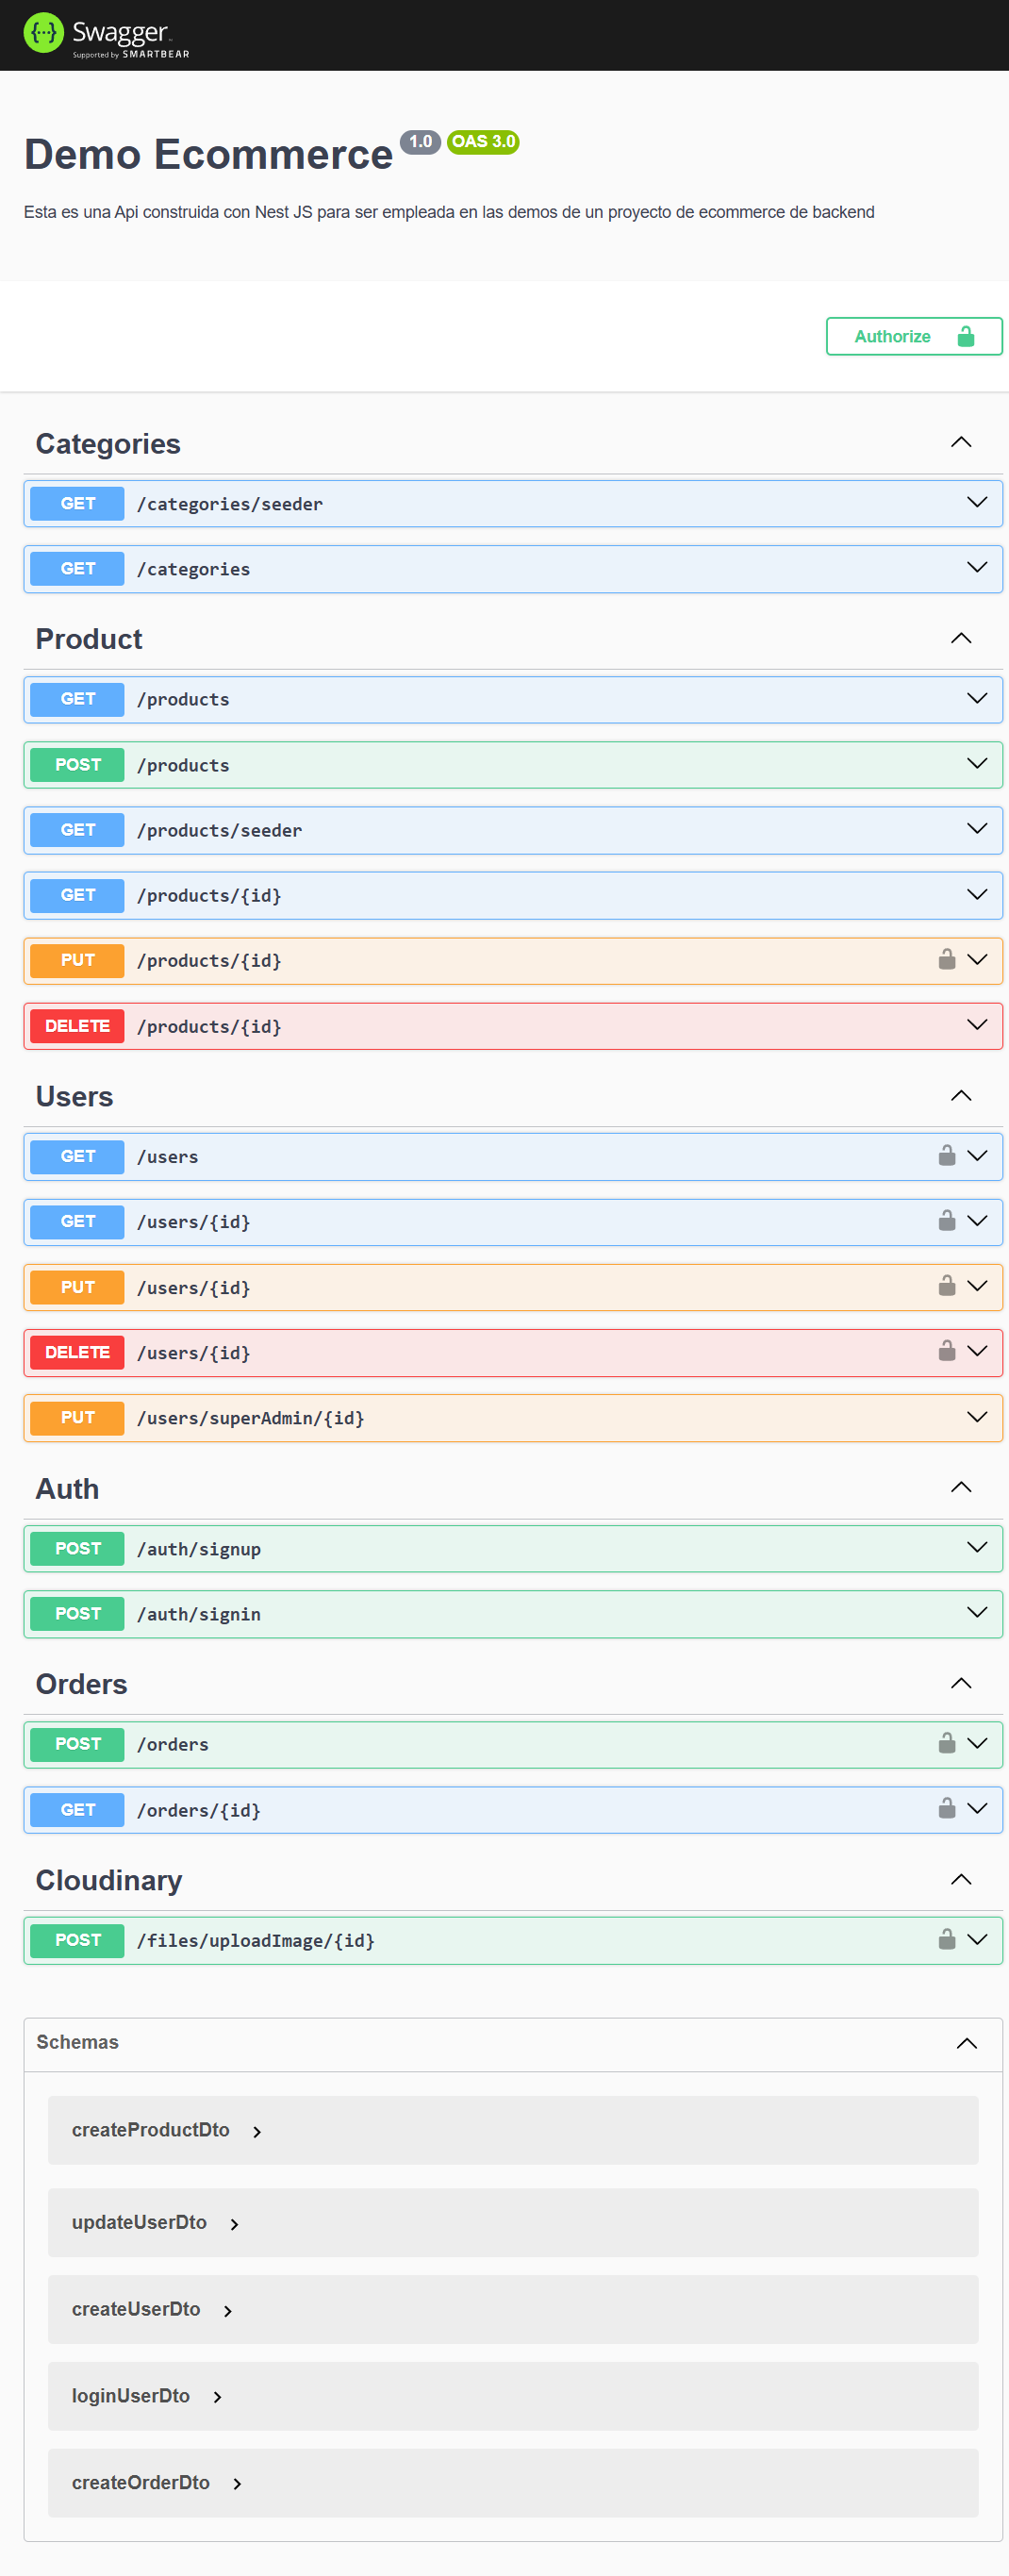 Swagger
Supported by SMARTBEAR
Demo Ecommerce 1.0 OAS 3.0
Esta es una Api construida con Nest JS para ser empleada en las demos de un proyecto de ecommerce de backend
Authorize
Categories
GET /categories/seeder
GET /categories
Product
GET /products
POST /products
GET /products/seeder
GET /products/{id}
PUT /products/{id}
DELETE /products/{id}
Users
GET /users
GET /users/{id}
PUT /users/{id}
DELETE /users/{id}
PUT /users/superAdmin/{id}
Auth
POST /auth/signup
POST /auth/signin
Orders
POST /orders
GET /orders/{id}
Cloudinary
POST /files/uploadImage/{id}
Schemas
createProductDto
updateUserDto
createUserDto
loginUserDto
createOrderDto